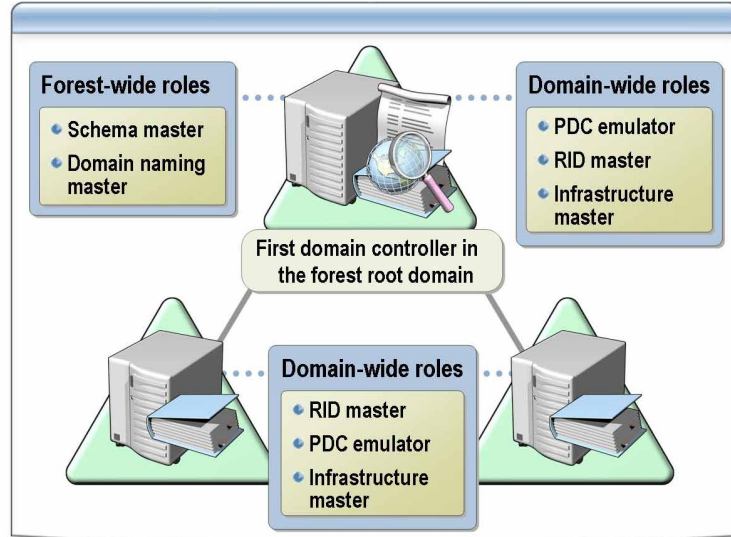 Forest-wide roles
Schema master
Domain naming
master
Domain-wide roles
PDC emulator
RID master
Infrastructure
master
First domain controller in
the forest root domain
Domain-wide roles
RID master
PDC emulator
Infrastructure
master